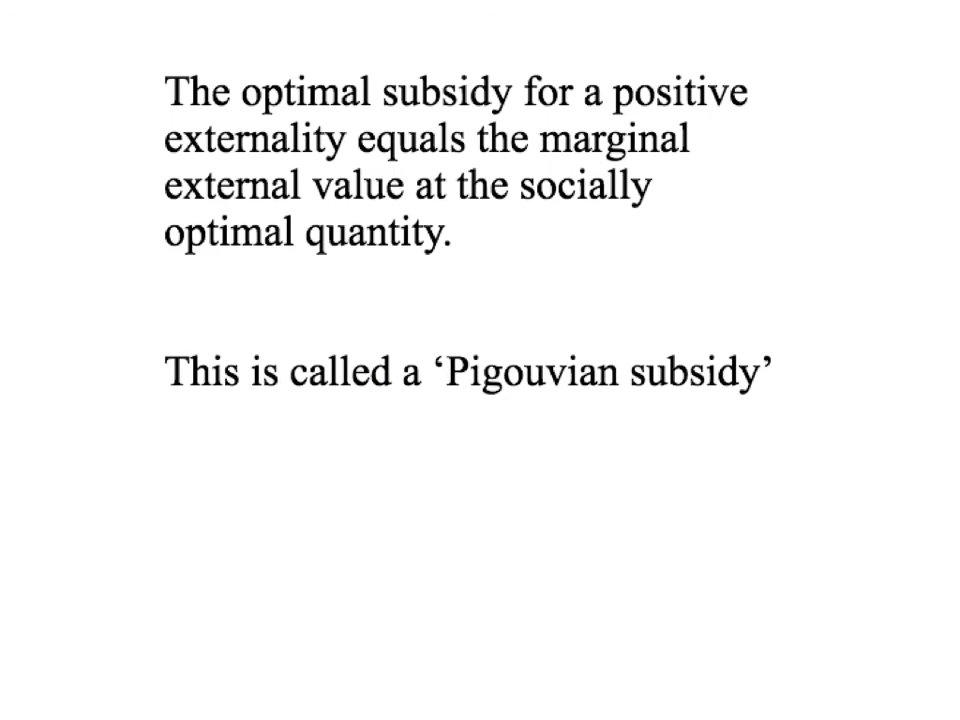 The optimal subsidy for a positive
externality equals the marginal
external value at the socially
optimal quantity.
This is called a ‘Pigouvian subsidy’